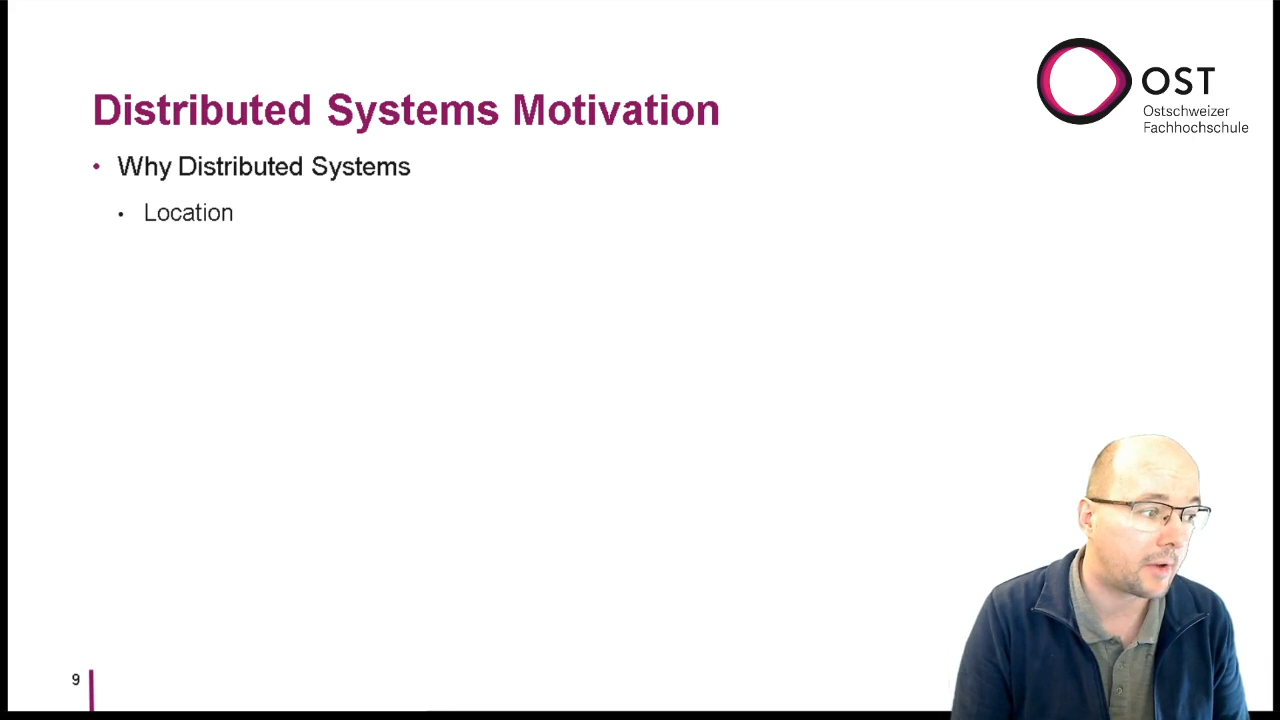 OST
Ostschweizer
Fachhochschule
Distributed Systems Motivation
• Why Distributed Systems
• Location
9